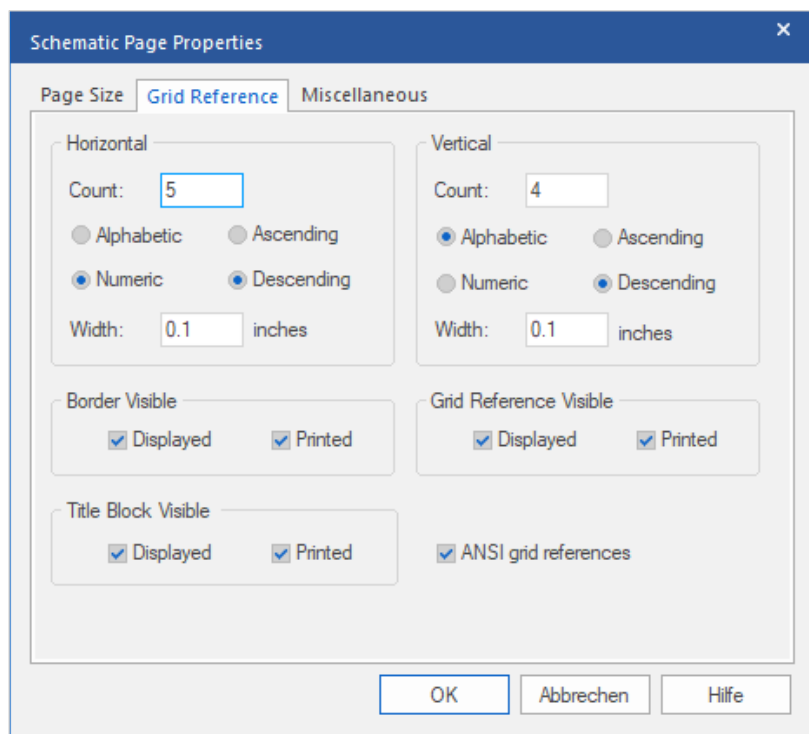 Schematic Page Properties
Page Size Grid Reference Miscellaneous
Horizontal
Count: 5
Alphabetic Ascending
Numeric Descending
Width: 0.1 inches
Vertical
Count: 4
Alphabetic Ascending
Numeric Descending
Width: 0.1 inches
Border Visible
Displayed Printed
Grid Reference Visible
Displayed Printed
Title Block Visible
Displayed Printed
ANSI grid references
OK Abbrechen Hilfe